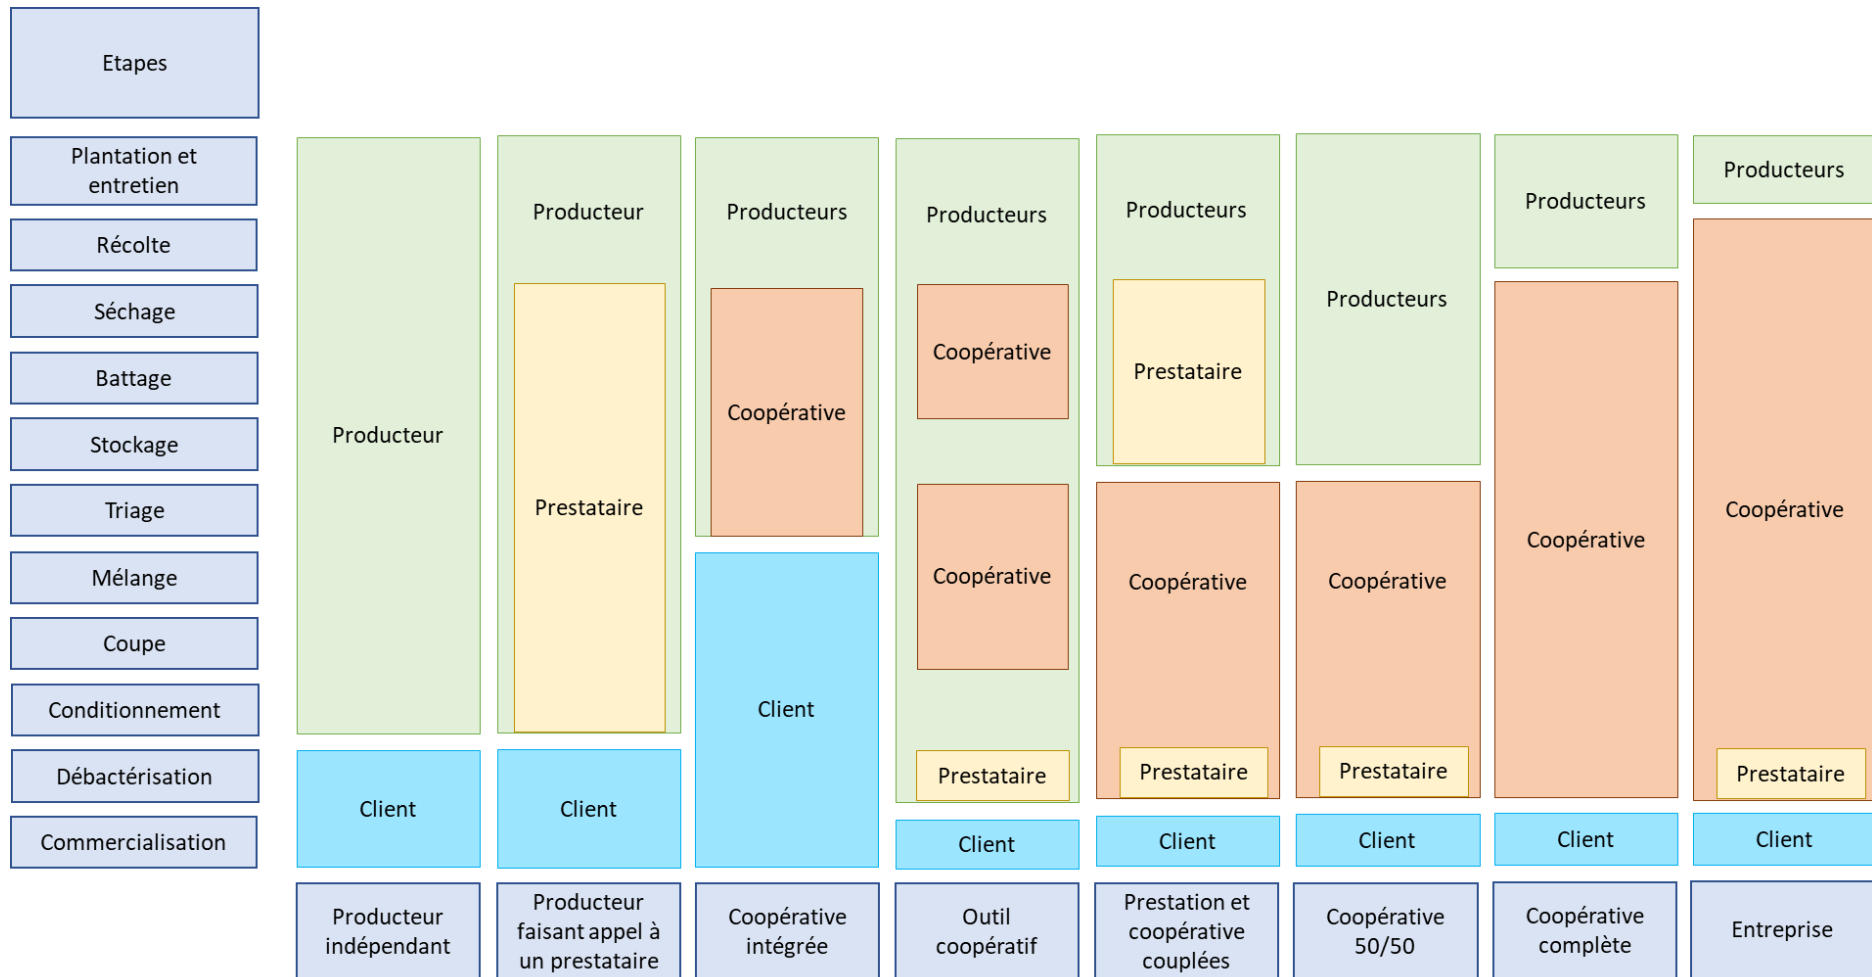 Etapes
Plantation et
entretien
Récolte
Séchage
Battage
Stockage
Triage
Mélange
Coupe
Conditionnement
Débactérisation
Commercialisation
Producteur
Client
Producteur
indépendant
Producteur
Prestataire
Client
Producteur
faisant appel à
un prestataire
Producteurs
Coopérative
Client
Coopérative
intégrée
Producteurs
Coopérative
Coopérative
Prestataire
Client
Outil
coopératif
Producteurs
Prestataire
Coopérative
Prestataire
Client
Prestation et
coopérative
couplées
Producteurs
Coopérative
Prestataire
Client
Coopérative
50/50
Producteurs
Coopérative
Client
Coopérative
complète
Producteurs
Coopérative
Prestataire
Client
Entreprise